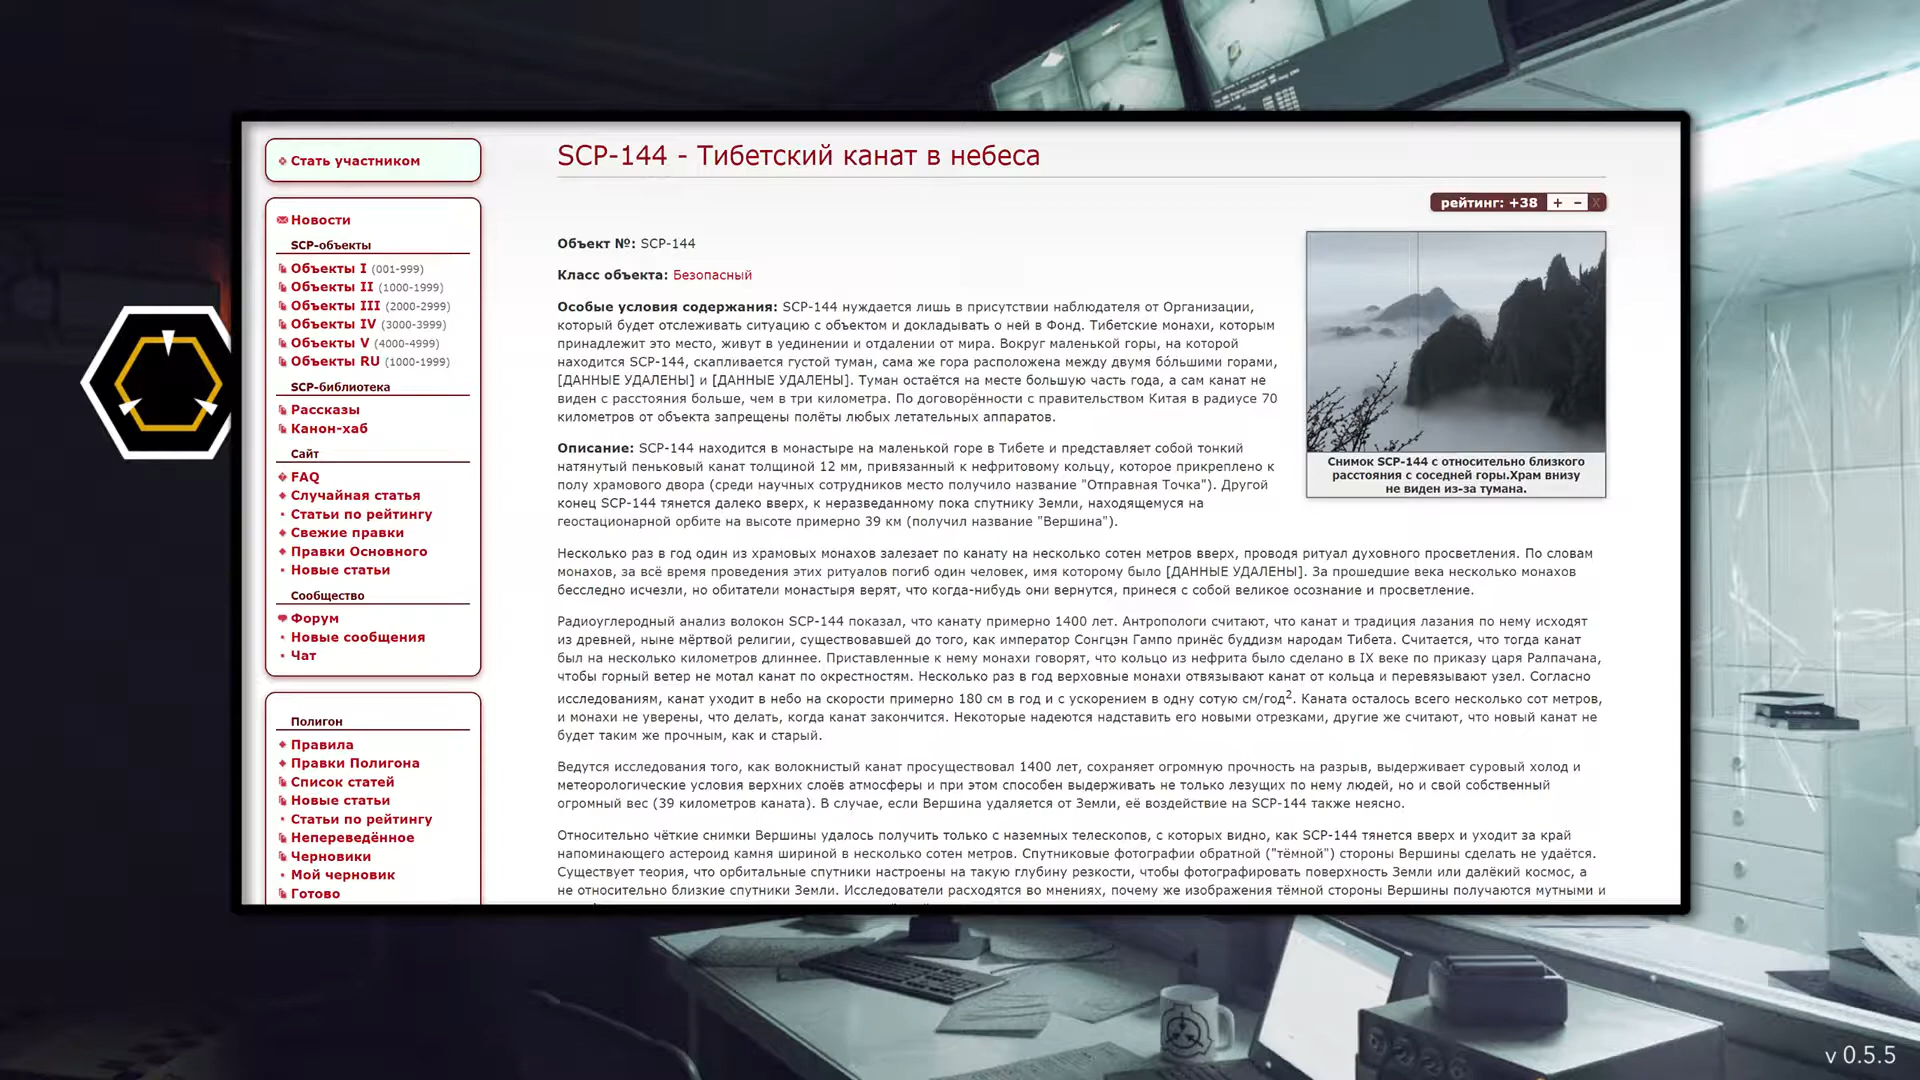 Стать участником
Новости
SCP-объекты
Объекты I (001-999)
Объекты II (1000-1999)
Объекты III (2000-2999)
Объекты IV (3000-3999)
Объекты V (4000-4999)
Объекты RU (1000-1999)
SCP-библиотека
Рассказы
Канон-хаб
Сайт
FAQ
Случайная статья
Статьи по рейтингу
Свежие правки
Правки Основного
Новые статьи
Сообщество
Форум
Новые сообщения
Чат
Полигон
Правила
Правки Полигона
Список статей
Новые статьи
Статьи по рейтингу
Непереведённое
Черновики
Мой черновик
Готово
SCP-144 - Тибетский канат в небеса
рейтинг: +38 + – X
Объект №: SCP-144
Класс объекта: Безопасный
Особые условия содержания: SCP-144 нуждается лишь в присутствии наблюдателя от Организации,
который будет отслеживать ситуацию с объектом и докладывать о ней в Фонд. Тибетские монахи, которым
принадлежит это место, живут в уединении и отдалении от мира. Вокруг маленькой горы, на которой
находится SCP-144, скапливается густой туман, сама же гора расположена между двумя бо́льшими горами,
[ДАННЫЕ УДАЛЕНЫ] и [ДАННЫЕ УДАЛЕНЫ]. Туман остаётся на месте большую часть года, а сам канат не
виден с расстояния больше, чем в три километра. По договорённости с правительством Китая в радиусе 70
километров от объекта запрещены полёты любых летательных аппаратов.
Снимок SCP-144 с относительно близкого
расстояния с соседней горы.Храм внизу
не виден из-за тумана.
Описание: SCP-144 находится в монастыре на маленькой горе в Тибете и представляет собой тонкий
натянутый пеньковый канат толщиной 12 мм, привязанный к нефритовому кольцу, которое прикреплено к
полу храмового двора (среди научных сотрудников место получило название "Отправная Точка"). Другой
конец SCP-144 тянется далеко вверх, к неразведанному пока спутнику Земли, находящемуся на
геостационарной орбите на высоте примерно 39 км (получил название "Вершина").
Несколько раз в год один из храмовых монахов залезает по канату на несколько сотен метров вверх, проводя ритуал духовного просветления. По словам
монахов, за всё время проведения этих ритуалов погиб один человек, имя которому было [ДАННЫЕ УДАЛЕНЫ]. За прошедшие века несколько монахов
бесследно исчезли, но обитатели монастыря верят, что когда-нибудь они вернутся, принеся с собой великое осознание и просветление.
Радиоуглеродный анализ волокон SCP-144 показал, что канату примерно 1400 лет. Антропологи считают, что канат и традиция лазания по нему исходят
из древней, ныне мёртвой религии, существовавшей до того, как император Сонгцэн Гампо принёс буддизм народам Тибета. Считается, что тогда канат
был на несколько километров длиннее. Приставленные к нему монахи говорят, что кольцо из нефрита было сделано в IX веке по приказу царя Ралпачана,
чтобы горный ветер не мотал канат по окрестностям. Несколько раз в год верховные монахи отвязывают канат от кольца и перевязывают узел. Согласно
исследованиям, канат уходит в небо на скорости примерно 180 см в год и с ускорением в одну сотую см/год². Каната осталось всего несколько сот метров,
и монахи не уверены, что делать, когда канат закончится. Некоторые надеются надставить его новыми отрезками, другие же считают, что новый канат не
будет таким же прочным, как и старый.
Ведутся исследования того, как волокнистый канат просуществовал 1400 лет, сохраняет огромную прочность на разрыв, выдерживает суровый холод и
метеорологические условия верхних слоёв атмосферы и при этом способен выдерживать не только лезущих по нему людей, но и свой собственный
огромный вес (39 километров каната). В случае, если Вершина удаляется от Земли, её воздействие на SCP-144 также неясно.
Относительно чёткие снимки Вершины удалось получить только с наземных телескопов, с которых видно, как SCP-144 тянется вверх и уходит за край
напоминающего астероид камня шириной в несколько сотен метров. Спутниковые фотографии обратной ("тёмной") стороны Вершины сделать не удаётся.
Существует теория, что орбитальные спутники настроены на такую глубину резкости, чтобы фотографировать поверхность Земли или далёкий космос, а
не относительно близкие спутники Земли. Исследователи расходятся во мнениях, почему же изображения тёмной стороны Вершины получаются мутными и
v 0.5.5